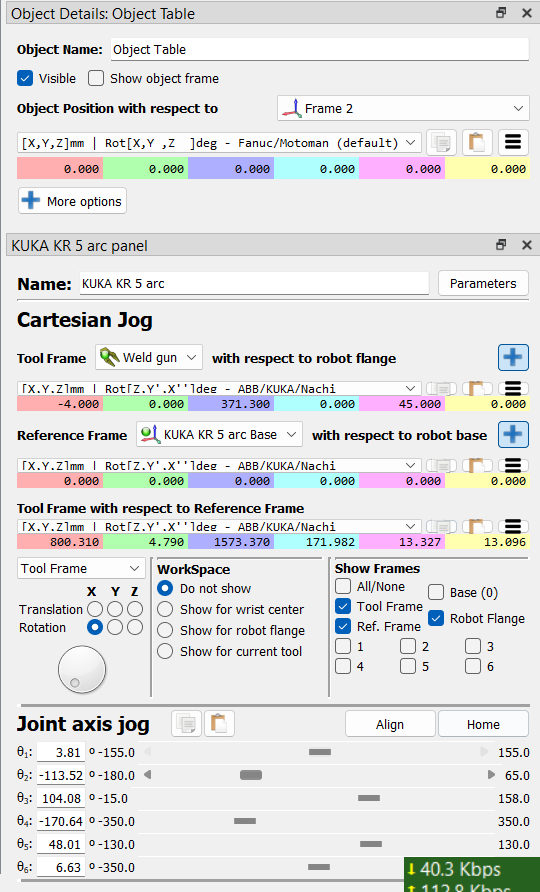 Object Details: Object Table
Object Name: Object Table
Visible Show object frame
Object Position with respect to Frame 2
[X,Y,Z]mm | Rot[X,Y ,Z ]deg - Fanuc/Motoman (default)
0.000 0.000 0.000 0.000 0.000 0.000
More options
KUKA KR 5 arc panel
Name: KUKA KR 5 arc Parameters
Cartesian Jog
Tool Frame Weld gun with respect to robot flange
[X,Y,Z]mm | Rot[Z,Y',X'']deg - ABB/KUKA/Nachi
-4.000 0.000 371.300 0.000 45.000 0.000
Reference Frame KUKA KR 5 arc Base with respect to robot base
[X,Y,Z]mm | Rot[Z,Y',X'']deg - ABB/KUKA/Nachi
0.000 0.000 0.000 0.000 0.000 0.000
Tool Frame with respect to Reference Frame
[X,Y,Z]mm | Rot[Z,Y',X'']deg - ABB/KUKA/Nachi
800.310 4.790 1573.370 171.982 13.327 13.096
Tool Frame
X Y Z
Translation
Rotation
WorkSpace
Do not show
Show for wrist center
Show for robot flange
Show for current tool
Show Frames
All/None Base (0)
Tool Frame
Ref. Frame Robot Flange
1 2 3
4 5 6
Joint axis jog Align Home
θ1: 3.81 º -155.0 155.0
θ2: -113.52 º -180.0 65.0
θ3: 104.08 º -15.0 158.0
θ4: -170.64 º -350.0 350.0
θ5: 48.01 º -130.0 130.0
θ6: 6.63 º -350.0
40.3 Kbps
112.8 Kbps